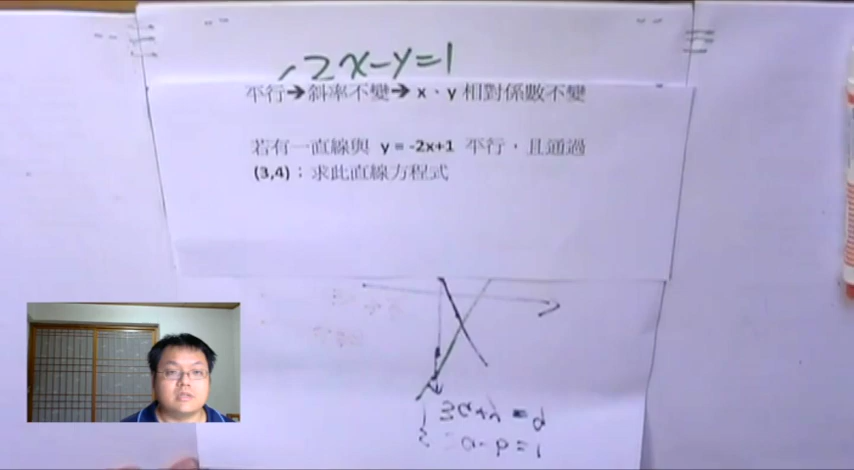 2x-y=1
平行→斜率不變→ x、y 相對係數不變
若有一直線與 y = -2x+1 平行，且通過
(3,4)：求此直線方程式